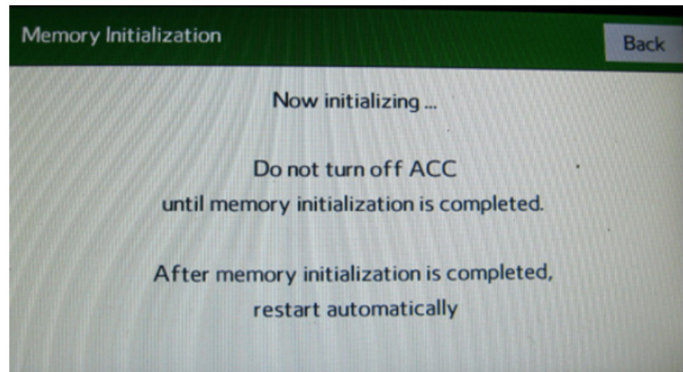 Memory Initialization
Back
Now initializing ...
Do not turn off ACC
until memory initialization is completed.
After memory initialization is completed,
restart automatically